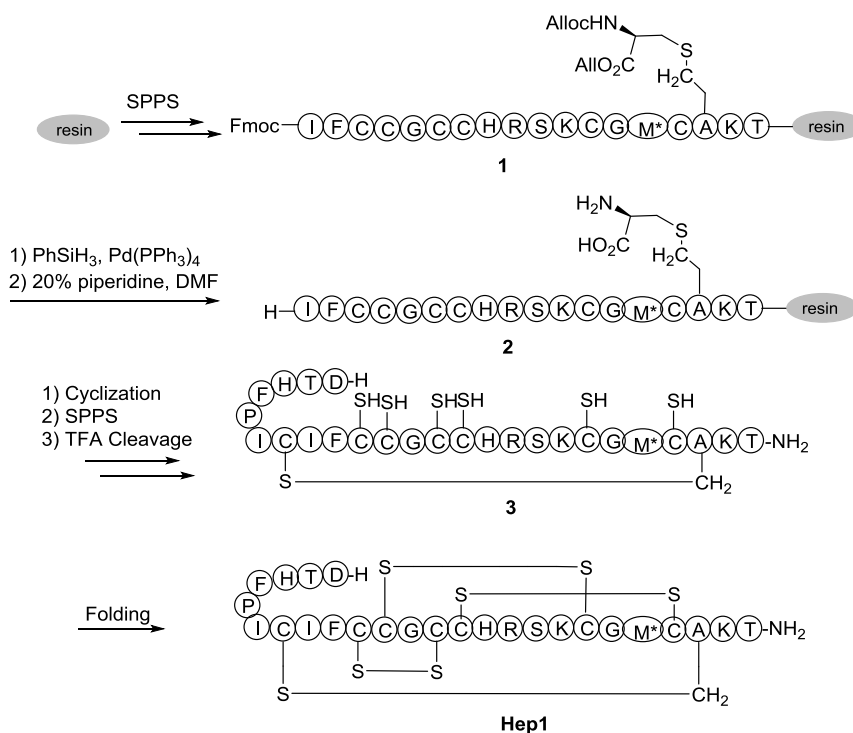 AllocHN
S
AllO₂C
H₂C
SPPS
resin
Fmoc
I F C C G C C H R S K C G M* C A K T
resin
1
H₂N
S
HO₂C
H₂C
1) PhSiH₃, Pd(PPh₃)₄
2) 20% piperidine, DMF
H
I F C C G C C H R S K C G M* C A K T
resin
2
1) Cyclization
2) SPPS
3) TFA Cleavage
P F H T D-H
SH SH SH SH SH SH
I C I F C C G C C H R S K C G M* C A K T-NH₂
S
CH₂
3
Folding
P F H T D-H
S S
S S
I C I F C C G C C H R S K C G M* C A K T-NH₂
S S
S
CH₂
Hep1